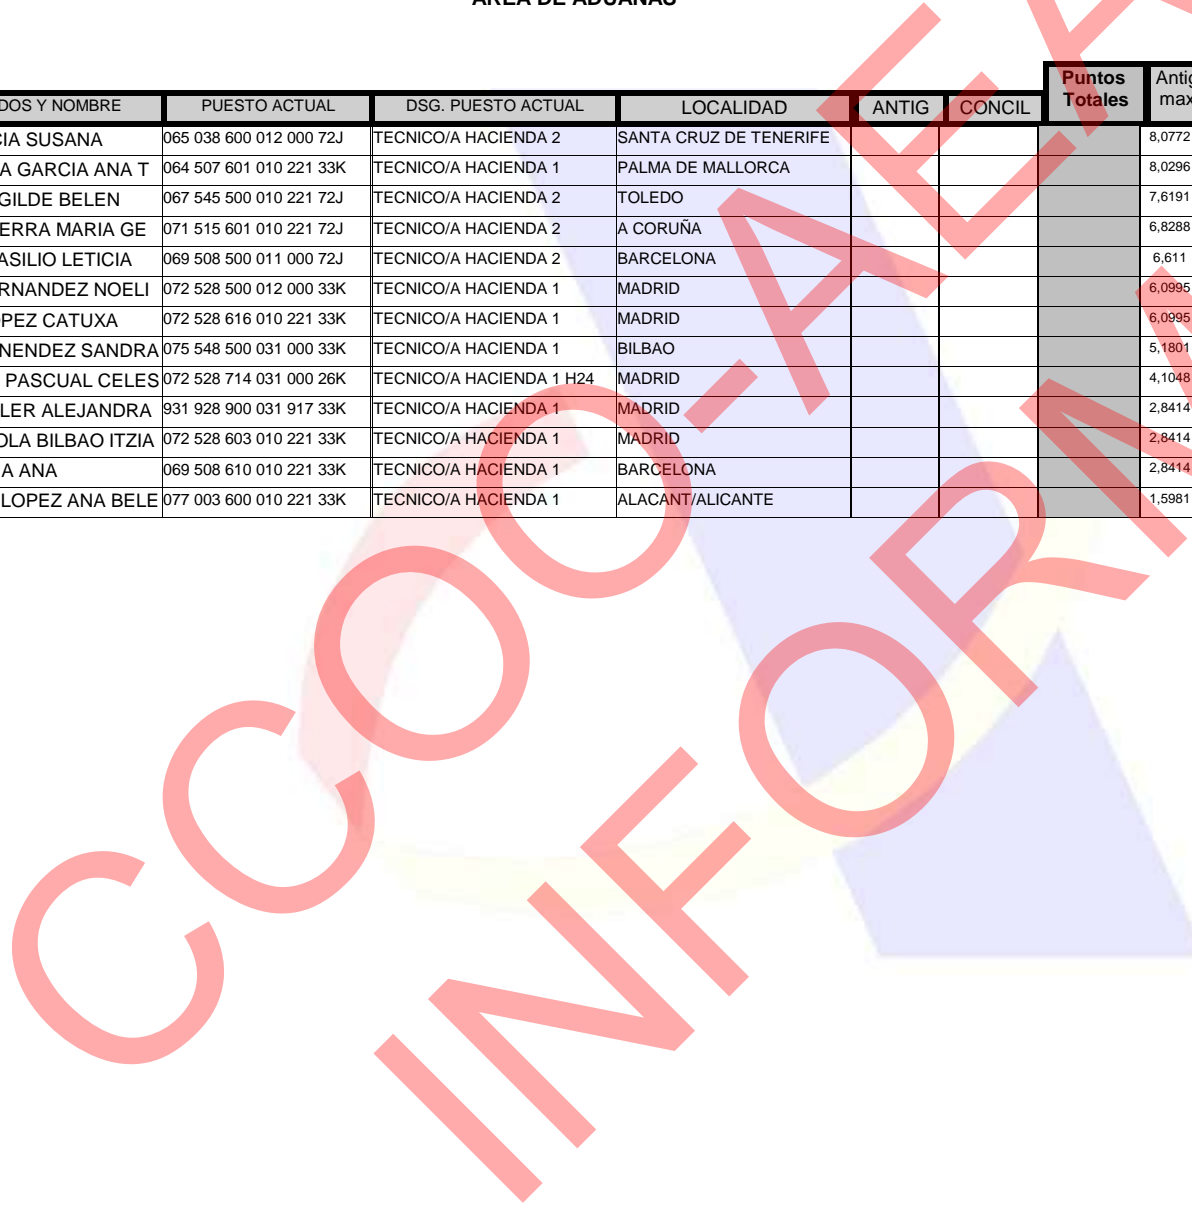 AREA DE ADUANAS
DOS Y NOMBRE PUESTO ACTUAL DSG. PUESTO ACTUAL LOCALIDAD ANTIG CONCIL Puntos Totales Antig max
CIA SUSANA 065 038 600 012 000 72J TECNICO/A HACIENDA 2 SANTA CRUZ DE TENERIFE 8,0772
A GARCIA ANA T 064 507 601 010 221 33K TECNICO/A HACIENDA 1 PALMA DE MALLORCA 8,0296
GILDE BELEN 067 545 500 010 221 72J TECNICO/A HACIENDA 2 TOLEDO 7,6191
ERRA MARIA GE 071 515 601 010 221 72J TECNICO/A HACIENDA 2 A CORUÑA 6,8288
ASILIO LETICIA 069 508 500 011 000 72J TECNICO/A HACIENDA 2 BARCELONA 6,611
RNANDEZ NOELI 072 528 500 012 000 33K TECNICO/A HACIENDA 1 MADRID 6,0995
PEZ CATUXA 072 528 616 010 221 33K TECNICO/A HACIENDA 1 MADRID 6,0995
NENDEZ SANDRA 075 548 500 031 000 33K TECNICO/A HACIENDA 1 BILBAO 5,1801
PASCUAL CELES 072 528 714 031 000 26K TECNICO/A HACIENDA 1 H24 MADRID 4,1048
LER ALEJANDRA 931 928 900 031 917 33K TECNICO/A HACIENDA 1 MADRID 2,8414
OLA BILBAO ITZIA 072 528 603 010 221 33K TECNICO/A HACIENDA 1 MADRID 2,8414
A ANA 069 508 610 010 221 33K TECNICO/A HACIENDA 1 BARCELONA 2,8414
LOPEZ ANA BELE 077 003 600 010 221 33K TECNICO/A HACIENDA 1 ALACANT/ALICANTE 1,5981
CCOO-AEA
INFORM